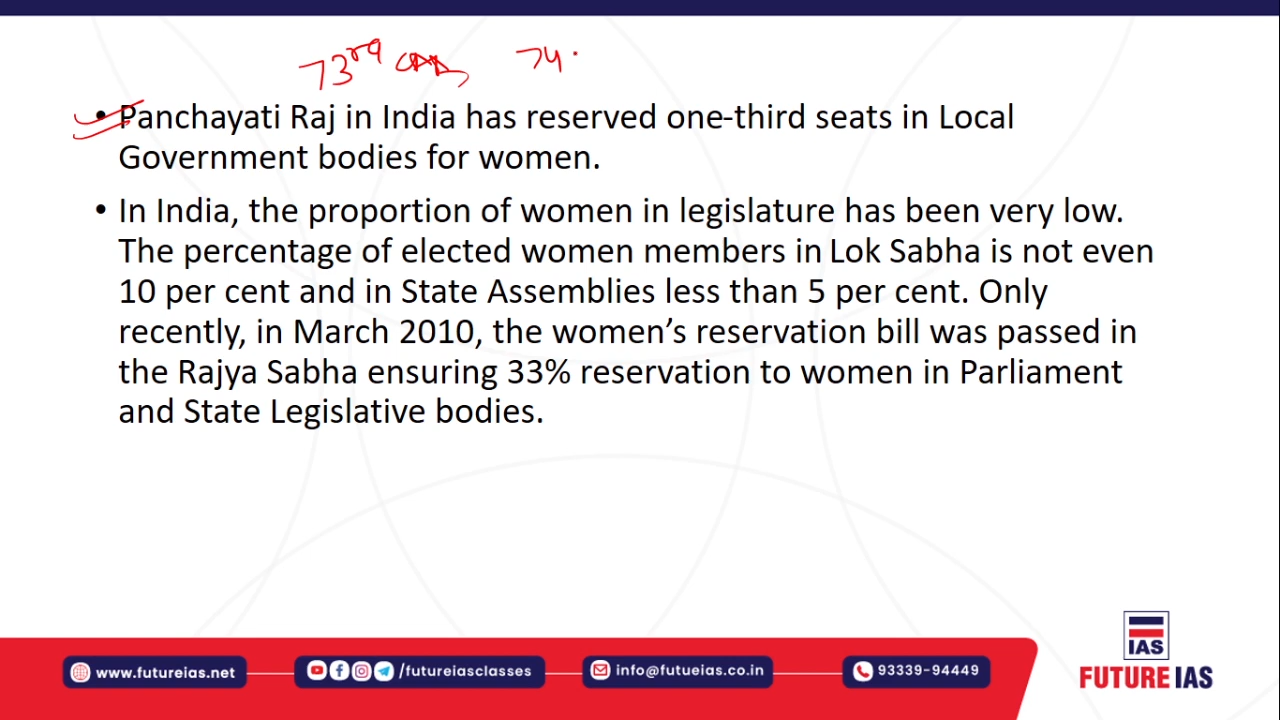 73rd CAA 74
• Panchayati Raj in India has reserved one-third seats in Local
Government bodies for women.
• In India, the proportion of women in legislature has been very low.
The percentage of elected women members in Lok Sabha is not even
10 per cent and in State Assemblies less than 5 per cent. Only
recently, in March 2010, the women’s reservation bill was passed in
the Rajya Sabha ensuring 33% reservation to women in Parliament
and State Legislative bodies.
IAS
FUTURE IAS
www.futureias.net
/futureiasclasses
info@futueias.co.in
93339-94449